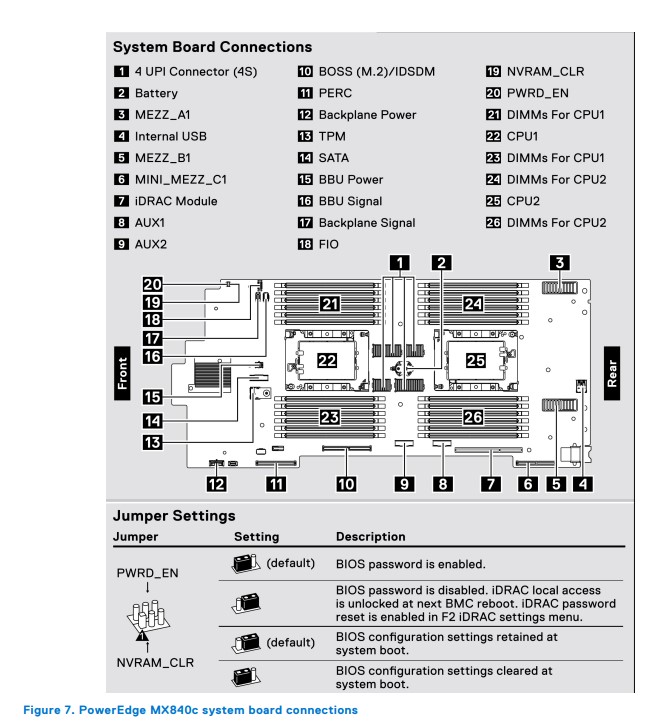 System Board Connections
1 4 UPI Connector (4S)
2 Battery
3 MEZZ_A1
4 Internal USB
5 MEZZ_B1
6 MINI_MEZZ_C1
7 iDRAC Module
8 AUX1
9 AUX2
10 BOSS (M.2)/IDSDM
11 PERC
12 Backplane Power
13 TPM
14 SATA
15 BBU Power
16 BBU Signal
17 Backplane Signal
18 FIO
19 NVRAM_CLR
20 PWRD_EN
21 DIMMs For CPU1
22 CPU1
23 DIMMs For CPU1
24 DIMMs For CPU2
25 CPU2
26 DIMMs For CPU2
1
2
3
20
19
18
17
16
21
24
Front
22
25
Rear
15
14
13
23
26
12
11
10
9
8
7
6
5
4
Jumper Settings
Jumper Setting Description
PWRD_EN
(default) BIOS password is enabled.
BIOS password is disabled. iDRAC local access
is unlocked at next BMC reboot. iDRAC password
reset is enabled in F2 iDRAC settings menu.
NVRAM_CLR
(default) BIOS configuration settings retained at
system boot.
BIOS configuration settings cleared at
system boot.
Figure 7. PowerEdge MX840c system board connections